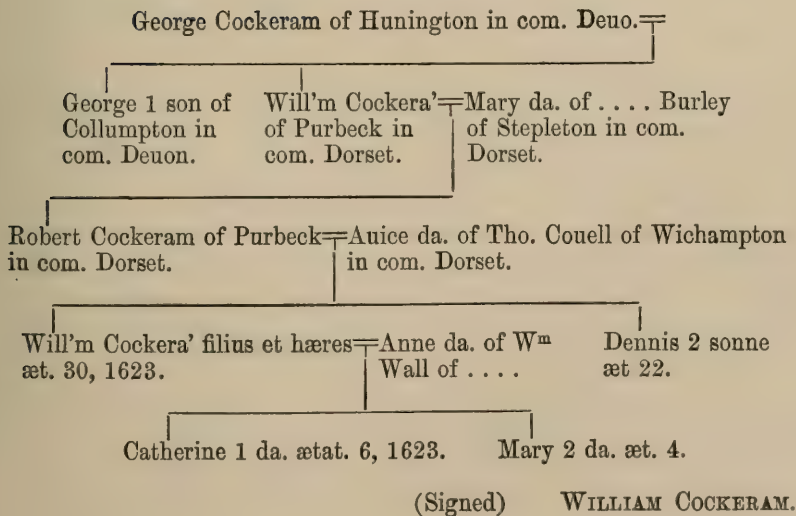 George Cockeram of Hunington in com. Deuo.
George 1 son of Collumpton in com. Deuon.
Will'm Cockera' of Purbeck in com. Dorset.
Mary da. of . . . . Burley of Stepleton in com. Dorset.
Robert Cockeram of Purbeck in com. Dorset.
Auice da. of Tho. Couell of Wichampton in com. Dorset.
Will'm Cockera' filius et hæres æt. 30, 1623.
Anne da. of Wᵐ Wall of . . . .
Dennis 2 sonne æt 22.
Catherine 1 da. ætat. 6, 1623.
Mary 2 da. æt. 4.
(Signed) WILLIAM COCKERAM.